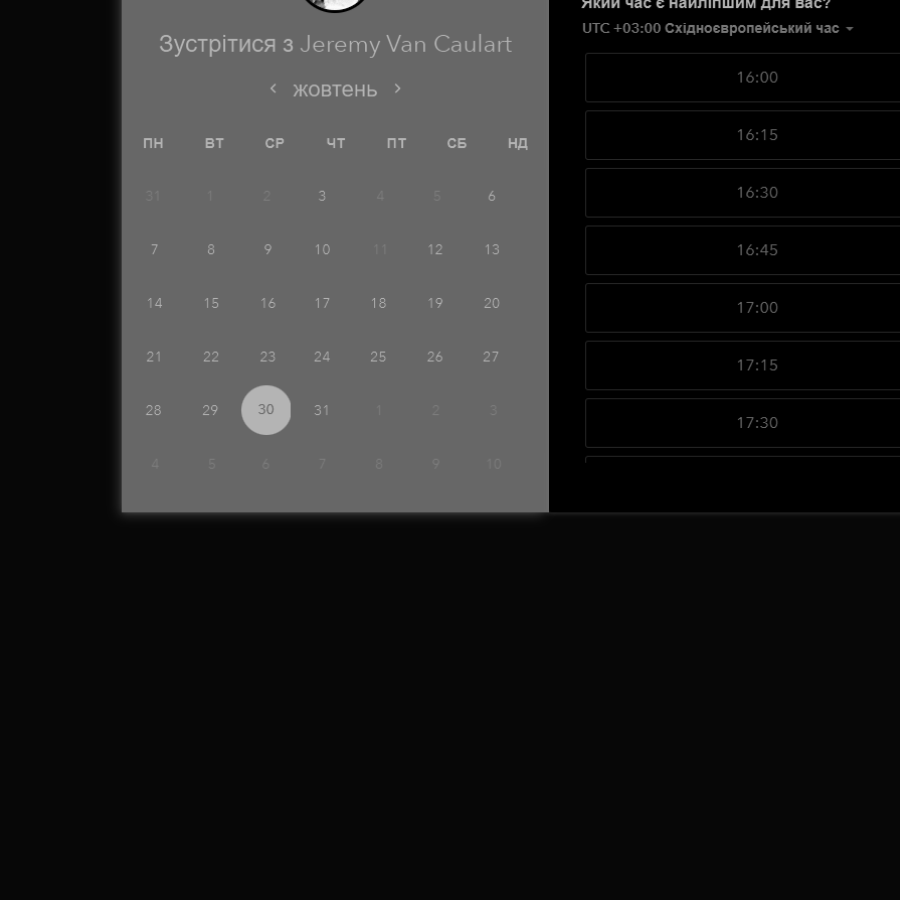 Зустрітися з Jeremy Van Caulart
‹ жовтень ›
ПН ВТ СР ЧТ ПТ СБ НД
31 1 2 3 4 5 6
7 8 9 10 11 12 13
14 15 16 17 18 19 20
21 22 23 24 25 26 27
28 29 30 31 1 2 3
4 5 6 7 8 9 10
Який час є найліпшим для вас?
UTC +03:00 Східноєвропейський час
16:00
16:15
16:30
16:45
17:00
17:15
17:30